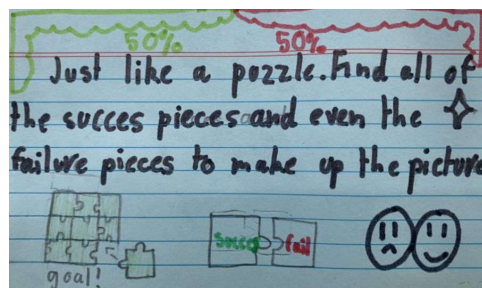 50% 50%
Just like a puzzle. Find all of
the succes pieces and even the
failure pieces to make up the picture
succes fail
goal!